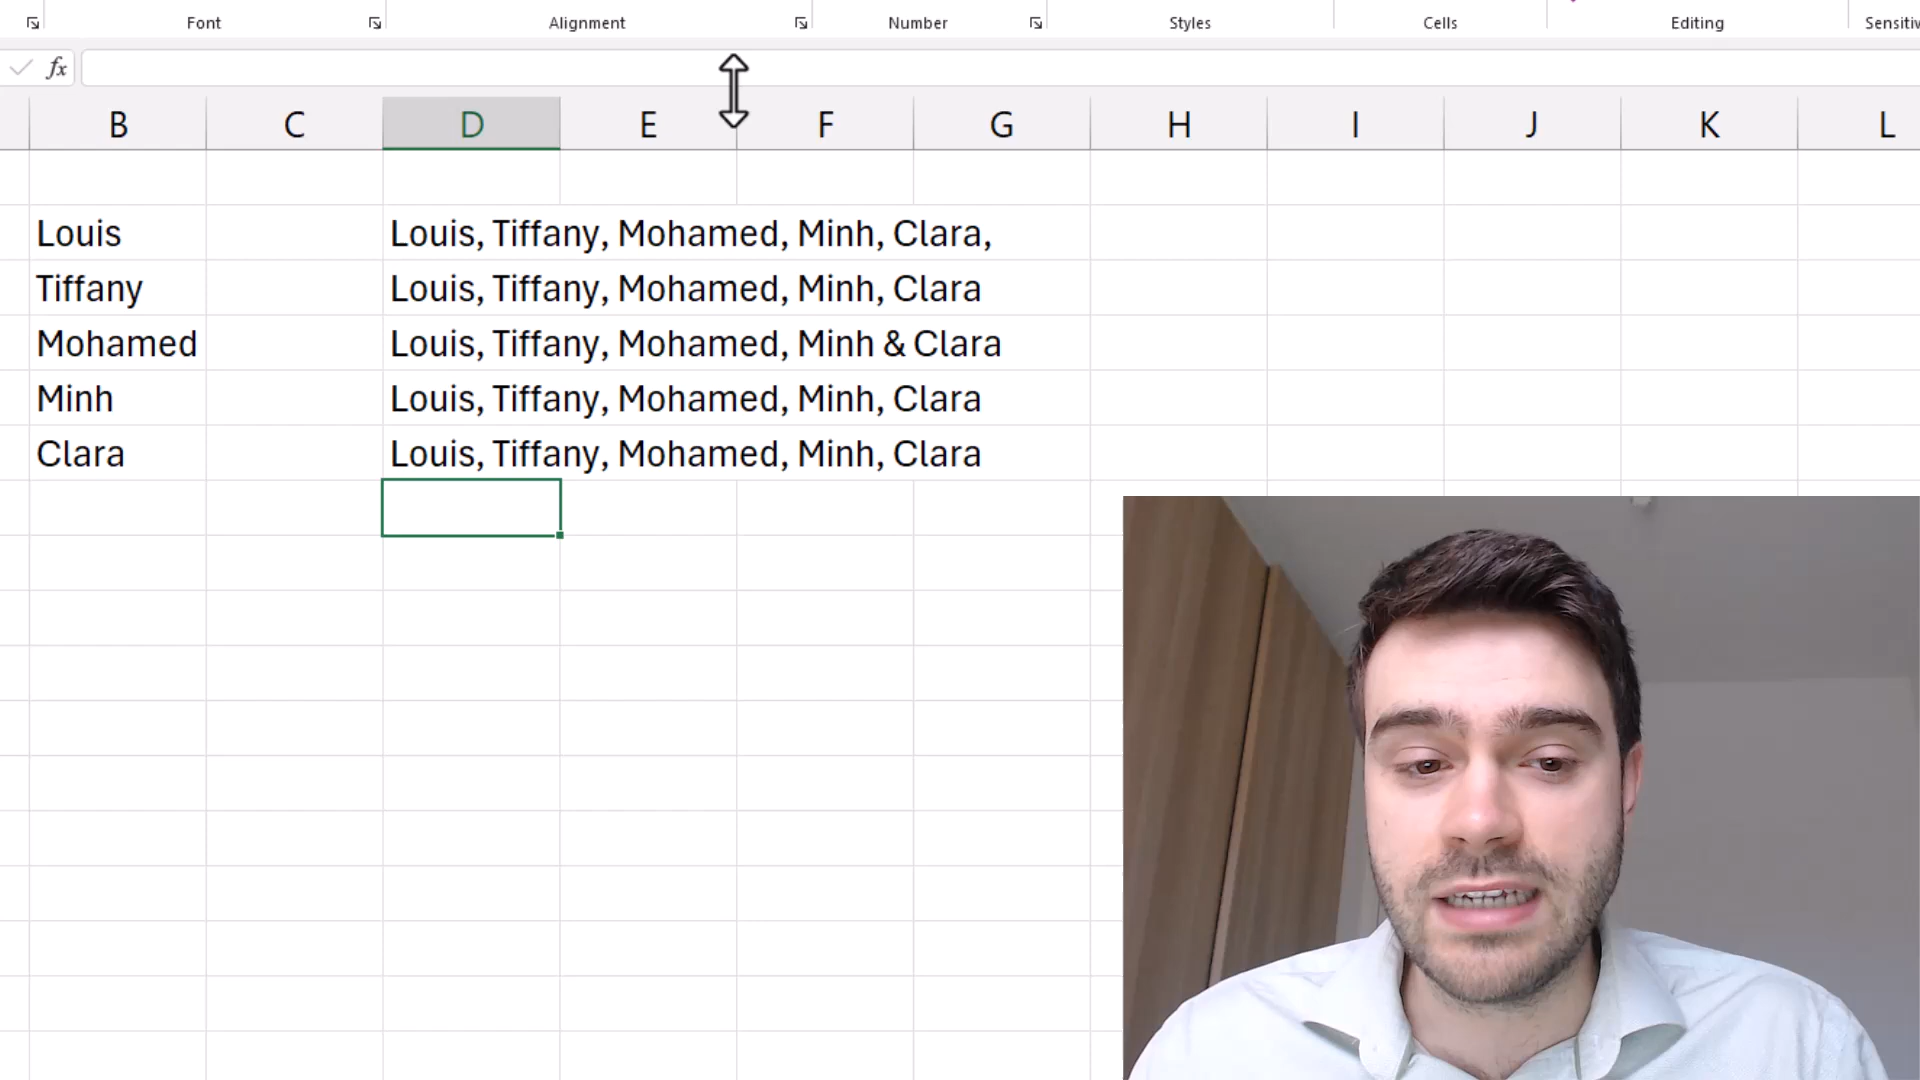 Font Alignment Number Styles Cells Editing Sensitiv
fx
B C D E F G H I J K L
Louis Louis, Tiffany, Mohamed, Minh, Clara,
Tiffany Louis, Tiffany, Mohamed, Minh, Clara
Mohamed Louis, Tiffany, Mohamed, Minh & Clara
Minh Louis, Tiffany, Mohamed, Minh, Clara
Clara Louis, Tiffany, Mohamed, Minh, Clara